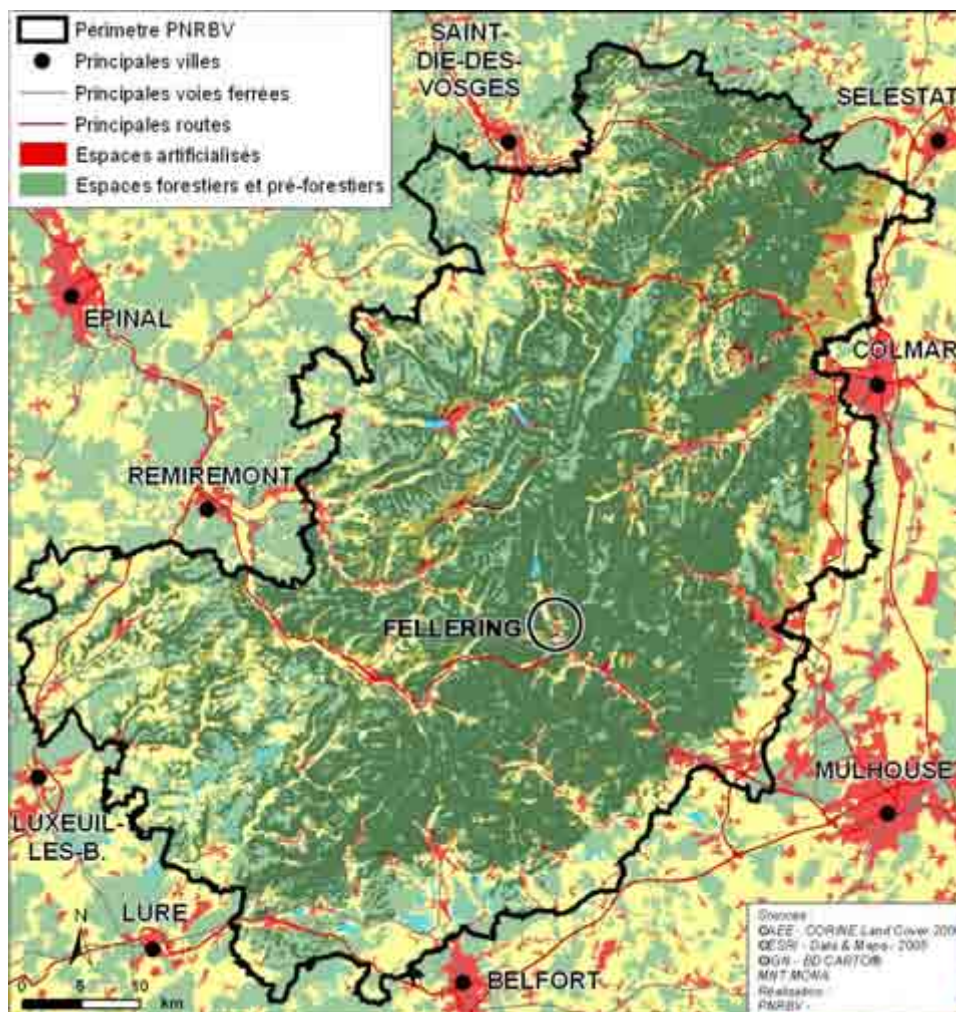 Périmetre PNRBV
Principales villes
Principales voies ferrées
Principales routes
Espaces artificialisés
Espaces forestiers et pré-forestiers
SAINT-
DIE-DES-
VOSGES
SELESTAT
EPINAL
COLMAR
REMIREMONT
FELLERING
MULHOUSE
LUXEUIL-
LES-B.
LURE
BELFORT
N
0 5 10
km
Sources :
©AEE - CORINE Land Cover 200
©ESRI - Data & Maps - 2005
©IGN - BD CARTO®
MNT MONA
Réalisation :
PNRBV -